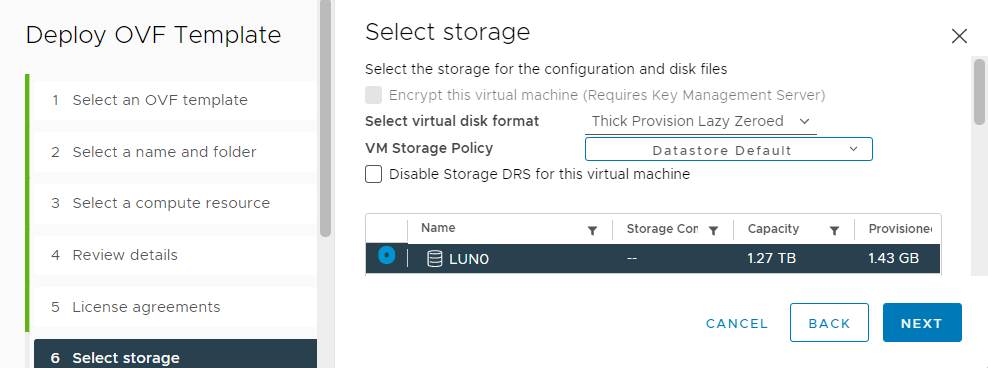 Deploy OVF Template
1 Select an OVF template
2 Select a name and folder
3 Select a compute resource
4 Review details
5 License agreements
6 Select storage
Select storage
Select the storage for the configuration and disk files
Encrypt this virtual machine (Requires Key Management Server)
Select virtual disk format Thick Provision Lazy Zeroed
VM Storage Policy Datastore Default
Disable Storage DRS for this virtual machine
Name Storage Cor Capacity Provisioned
LUN0 -- 1.27 TB 1.43 GB
CANCEL BACK NEXT